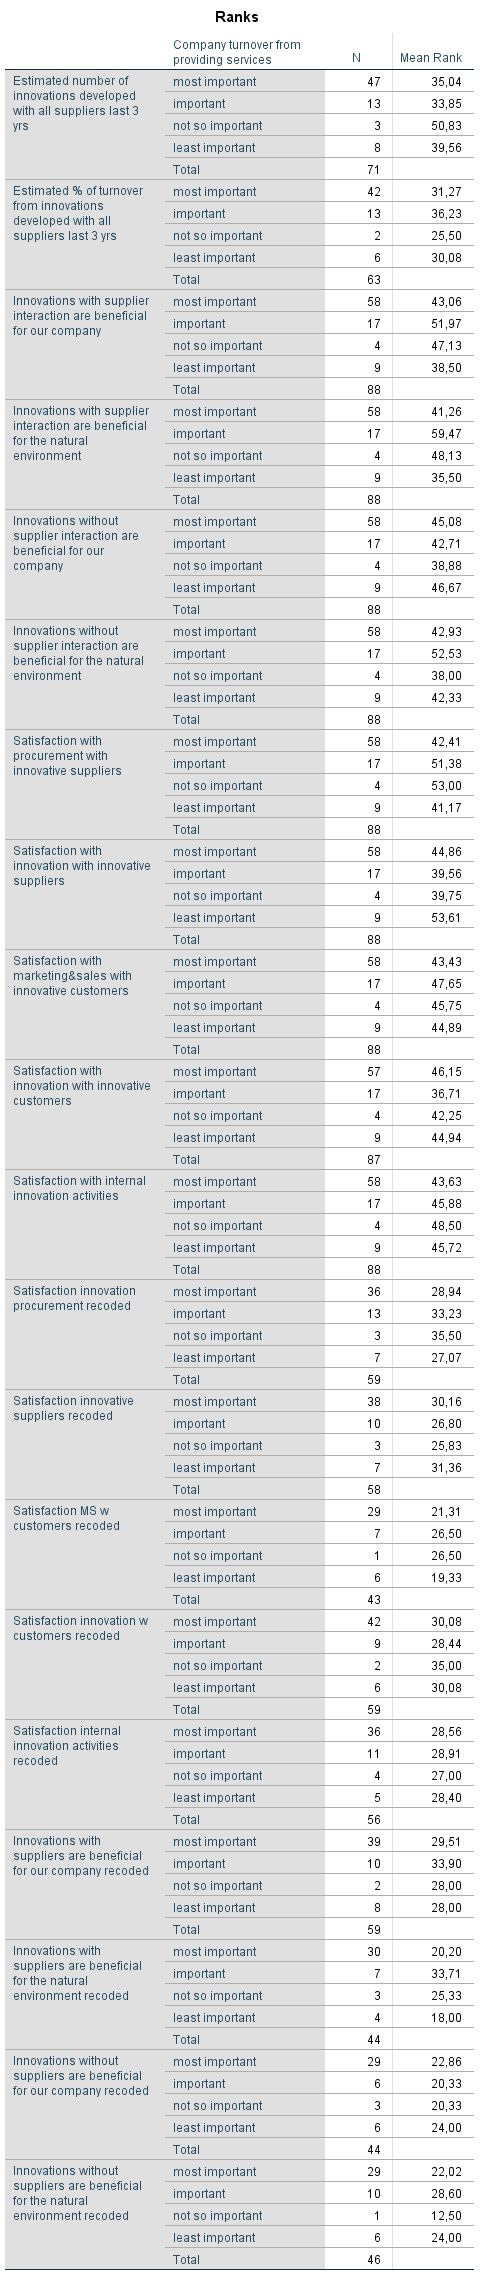 Ranks
Company turnover from
providing services N Mean Rank
Estimated number of
innovations developed
with all suppliers last 3
yrs
most important 47 35,04
important 13 33,85
not so important 3 50,83
least important 8 39,56
Total 71
Estimated % of turnover
from innovations
developed with all
suppliers last 3 yrs
most important 42 31,27
important 13 36,23
not so important 2 25,50
least important 6 30,08
Total 63
Innovations with supplier
interaction are beneficial
for our company
most important 58 43,06
important 17 51,97
not so important 4 47,13
least important 9 38,50
Total 88
Innovations with supplier
interaction are beneficial
for the natural
environment
most important 58 41,26
important 17 59,47
not so important 4 48,13
least important 9 35,50
Total 88
Innovations without
supplier interaction are
beneficial for our
company
most important 58 45,08
important 17 42,71
not so important 4 38,88
least important 9 46,67
Total 88
Innovations without
supplier interaction are
beneficial for the natural
environment
most important 58 42,93
important 17 52,53
not so important 4 38,00
least important 9 42,33
Total 88
Satisfaction with
procurement with
innovative suppliers
most important 58 42,41
important 17 51,38
not so important 4 53,00
least important 9 41,17
Total 88
Satisfaction with
innovation with innovative
suppliers
most important 58 44,86
important 17 39,56
not so important 4 39,75
least important 9 53,61
Total 88
Satisfaction with
marketing&sales with
innovative customers
most important 58 43,43
important 17 47,65
not so important 4 45,75
least important 9 44,89
Total 88
Satisfaction with
innovation with innovative
customers
most important 57 46,15
important 17 36,71
not so important 4 42,25
least important 9 44,94
Total 87
Satisfaction with internal
innovation activities
most important 58 43,63
important 17 45,88
not so important 4 48,50
least important 9 45,72
Total 88
Satisfaction innovation
procurement recoded
most important 36 28,94
important 13 33,23
not so important 3 35,50
least important 7 27,07
Total 59
Satisfaction innovative
suppliers recoded
most important 38 30,16
important 10 26,80
not so important 3 25,83
least important 7 31,36
Total 58
Satisfaction MS w
customers recoded
most important 29 21,31
important 7 26,50
not so important 1 26,50
least important 6 19,33
Total 43
Satisfaction innovation w
customers recoded
most important 42 30,08
important 9 28,44
not so important 2 35,00
least important 6 30,08
Total 59
Satisfaction internal
innovation activities
recoded
most important 36 28,56
important 11 28,91
not so important 4 27,00
least important 5 28,40
Total 56
Innovations with
suppliers are beneficial
for our company recoded
most important 39 29,51
important 10 33,90
not so important 2 28,00
least important 8 28,00
Total 59
Innovations with
suppliers are beneficial
for the natural
environment recoded
most important 30 20,20
important 7 33,71
not so important 3 25,33
least important 4 18,00
Total 44
Innovations without
suppliers are beneficial
for our company recoded
most important 29 22,86
important 6 20,33
not so important 3 20,33
least important 6 24,00
Total 44
Innovations without
suppliers are beneficial
for the natural
environment recoded
most important 29 22,02
important 10 28,60
not so important 1 12,50
least important 6 24,00
Total 46